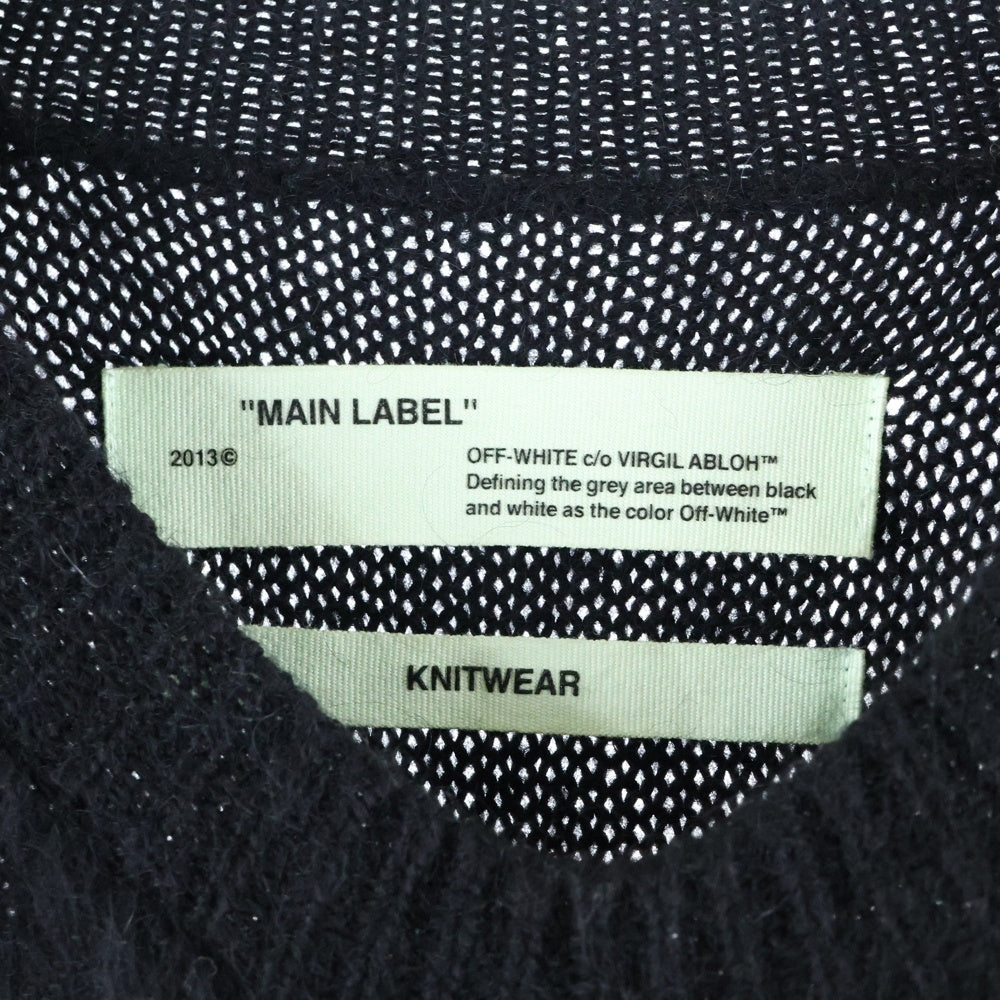 "MAIN LABEL"
2013©
OFF-WHITE c/o VIRGIL ABLOH™
Defining the grey area between black
and white as the color Off-White™
KNITWEAR